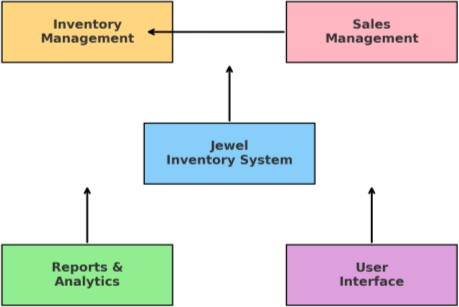 Inventory
Management
Sales
Management
Jewel
Inventory System
Reports &
Analytics
User
Interface